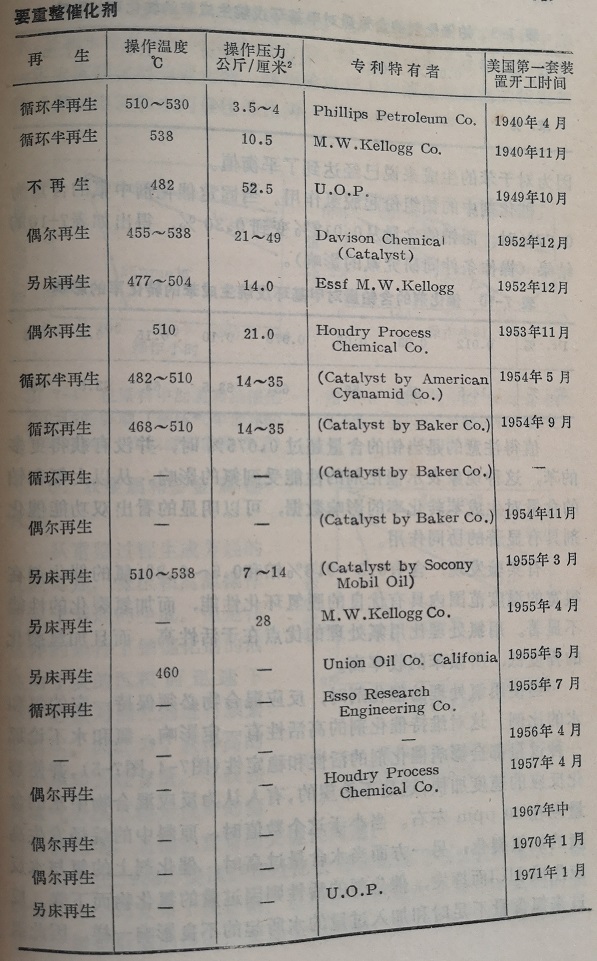 要重整催化剂
再 生 操作温度 ℃ 操作压力 公斤/厘米² 专利特有者 美国第一套装置开工时间
循环半再生 510～530 3.5～4 Phillips Petroleum Co. 1940年4月
循环半再生 538 10.5 M.W.Kellogg Co. 1940年11月
不再生 482 52.5 U.O.P. 1949年10月
偶尔再生 455～538 21～49 Davison Chemical 1952年12月
(Catalyst)
另床再生 477～504 14.0 Essf M.W.Kellogg 1952年12月
偶尔再生 510 21.0 Houdry Process 1953年11月
Chemical Co.
循环半再生 482～510 14～35 (Catalyst by American 1954年5月
Cyanamid Co.)
循环再生 468～510 14～35 (Catalyst by Baker Co.) 1954年9月
循环再生 — — (Catalyst by Baker Co.) —
偶尔再生 — — (Catalyst by Baker Co.) 1954年11月
另床再生 510～538 7～14 (Catalyst by Socony 1955年3月
Mobil Oil)
另床再生 — 28 M.W.Kellogg Co. 1955年4月
另床再生 460 — Union Oil Co. Califonia 1955年5月
循环再生 — — Esso Research 1955年7月
Engineering Co.
— — — — 1956年4月
偶尔再生 — — Houdry Process 1957年4月
Chemical Co.
1967年中
偶尔再生 — — 1970年1月
偶尔再生 — — 1971年1月
另床再生 — — U.O.P.